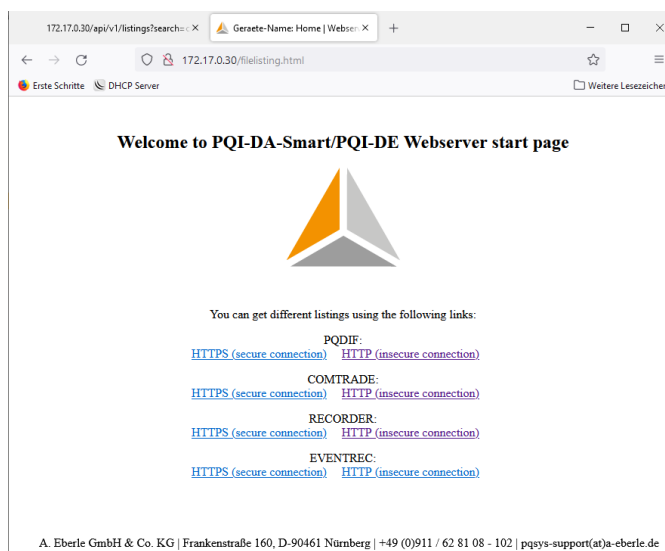 172.17.0.30/api/v1/listings?search=
Geraete-Name: Home | Webser
172.17.0.30/filelisting.html
Erste Schritte DHCP Server Weitere Lesezeichen
Welcome to PQI-DA-Smart/PQI-DE Webserver start page
You can get different listings using the following links:
PQDIF:
HTTPS (secure connection) HTTP (insecure connection)
COMTRADE:
HTTPS (secure connection) HTTP (insecure connection)
RECORDER:
HTTPS (secure connection) HTTP (insecure connection)
EVENTREC:
HTTPS (secure connection) HTTP (insecure connection)
A. Eberle GmbH & Co. KG | Frankenstraße 160, D-90461 Nürnberg | +49 (0)911 / 62 81 08 - 102 | pqsys-support(at)a-eberle.de